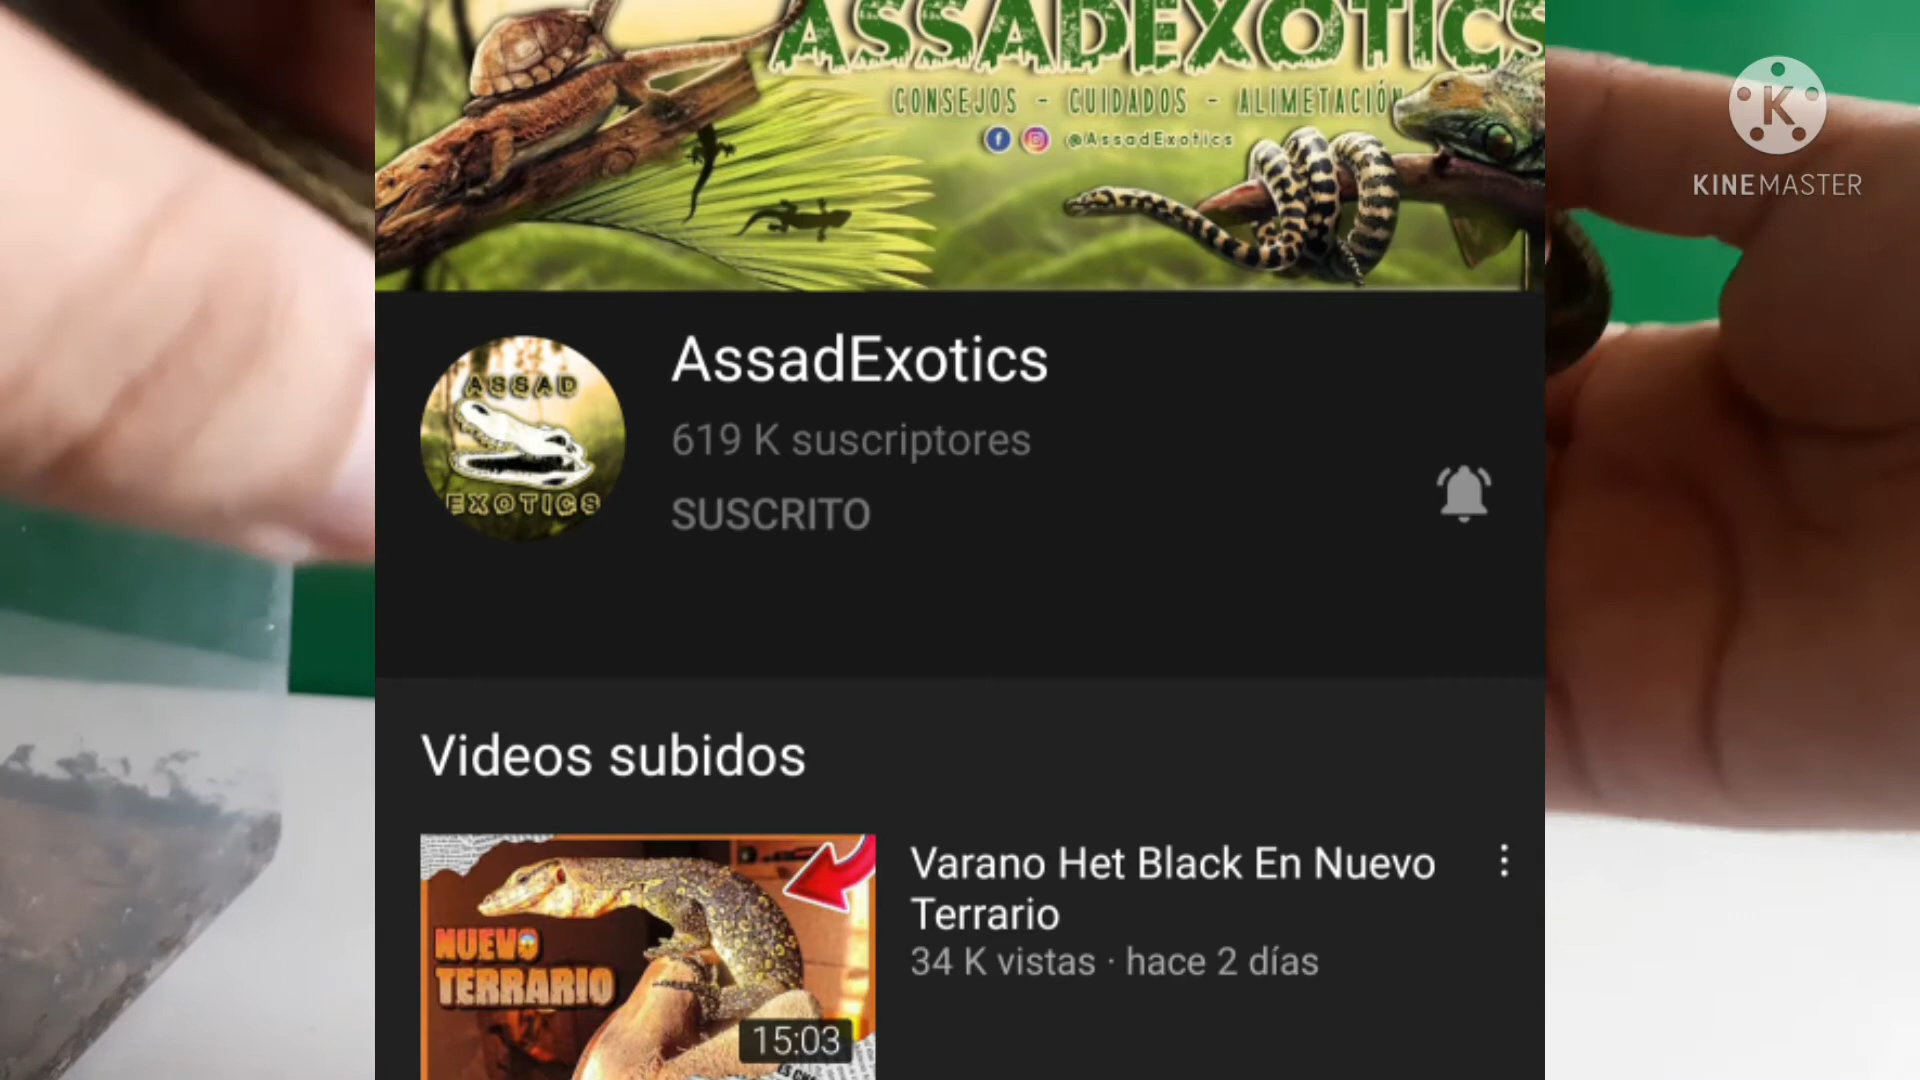 ASSADEXOTICS
CONSEJOS - CUIDADOS - ALIMETACIÓN
@AssadExotics
KINEMASTER
AssadExotics
619 K suscriptores
SUSCRITO
ASSAD
EXOTICS
Videos subidos
Varano Het Black En Nuevo
Terrario
34 K vistas · hace 2 días
NUEVO
TERRARIO
15:03